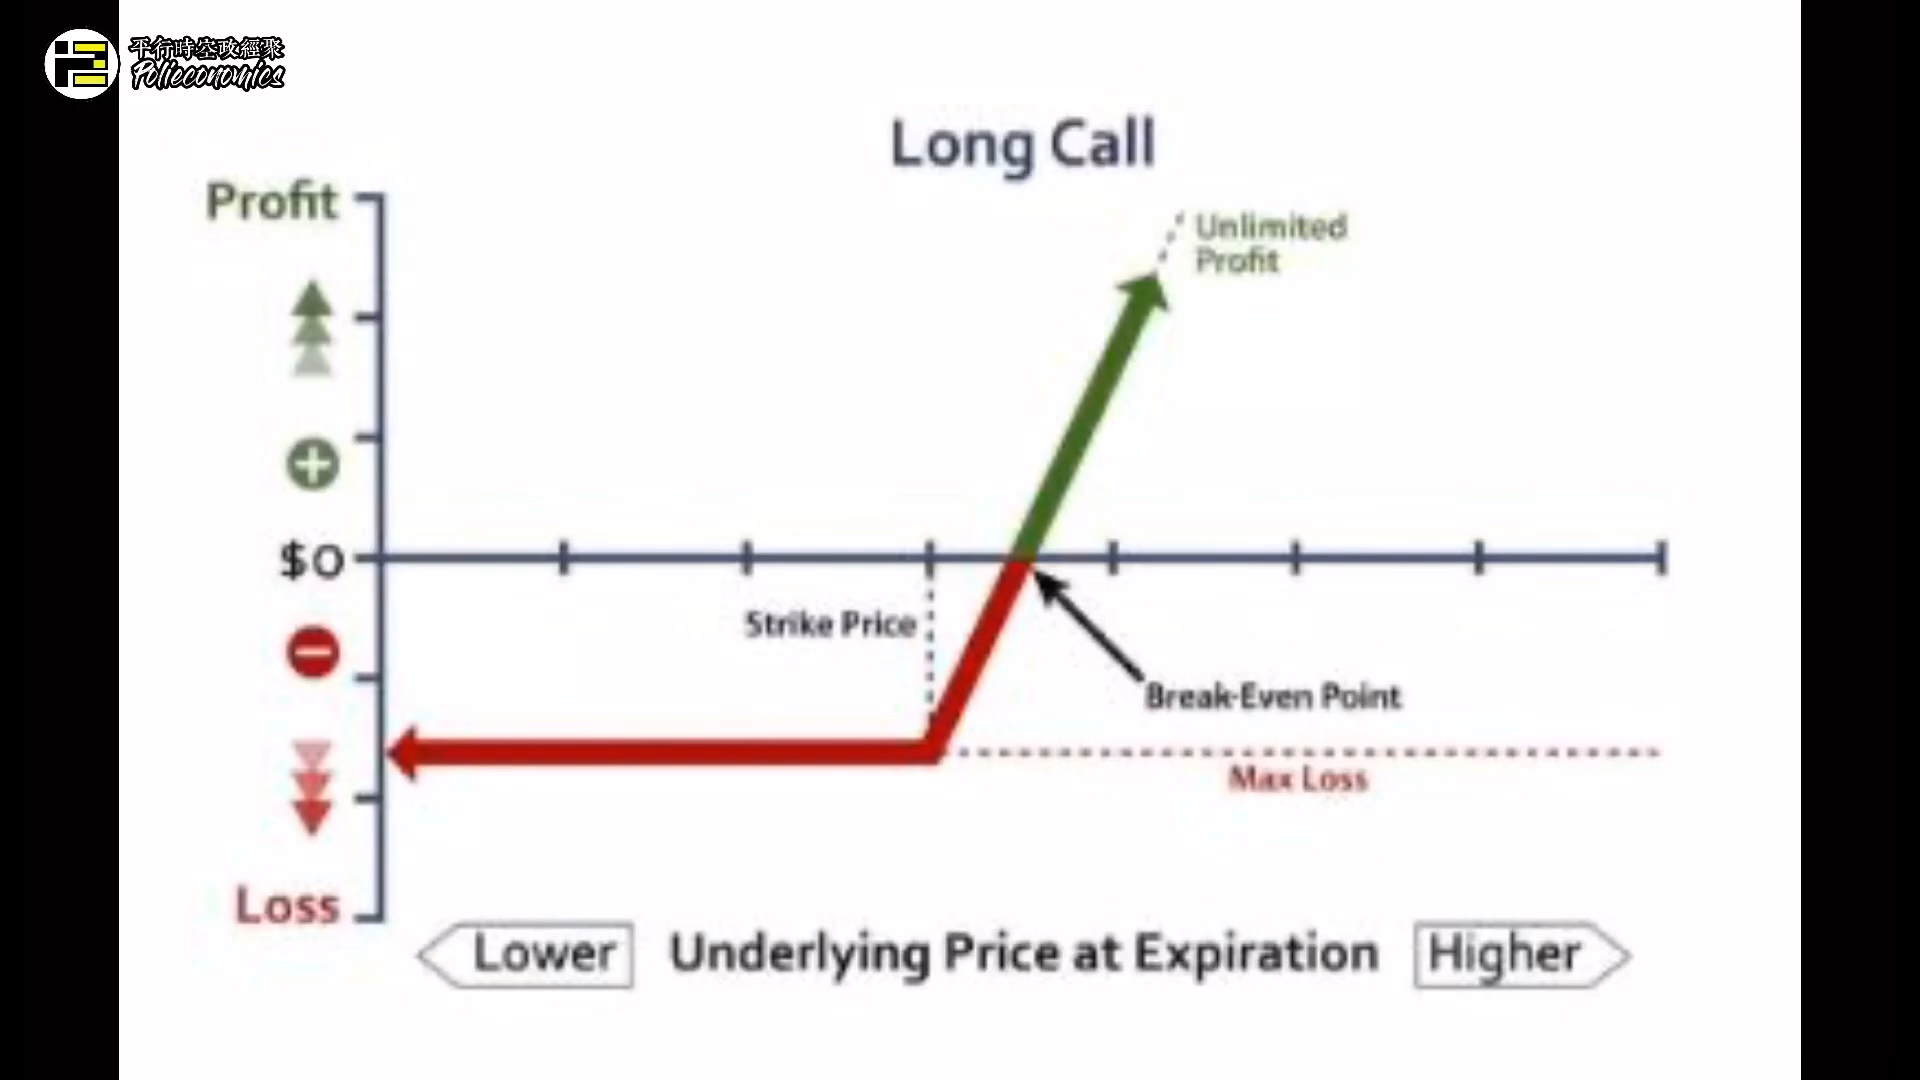 平行時空政經聚
Polieconomics
Long Call
Profit
Unlimited
Profit
$0
Strike Price
Break-Even Point
Max Loss
Loss
Lower
Underlying Price at Expiration
Higher